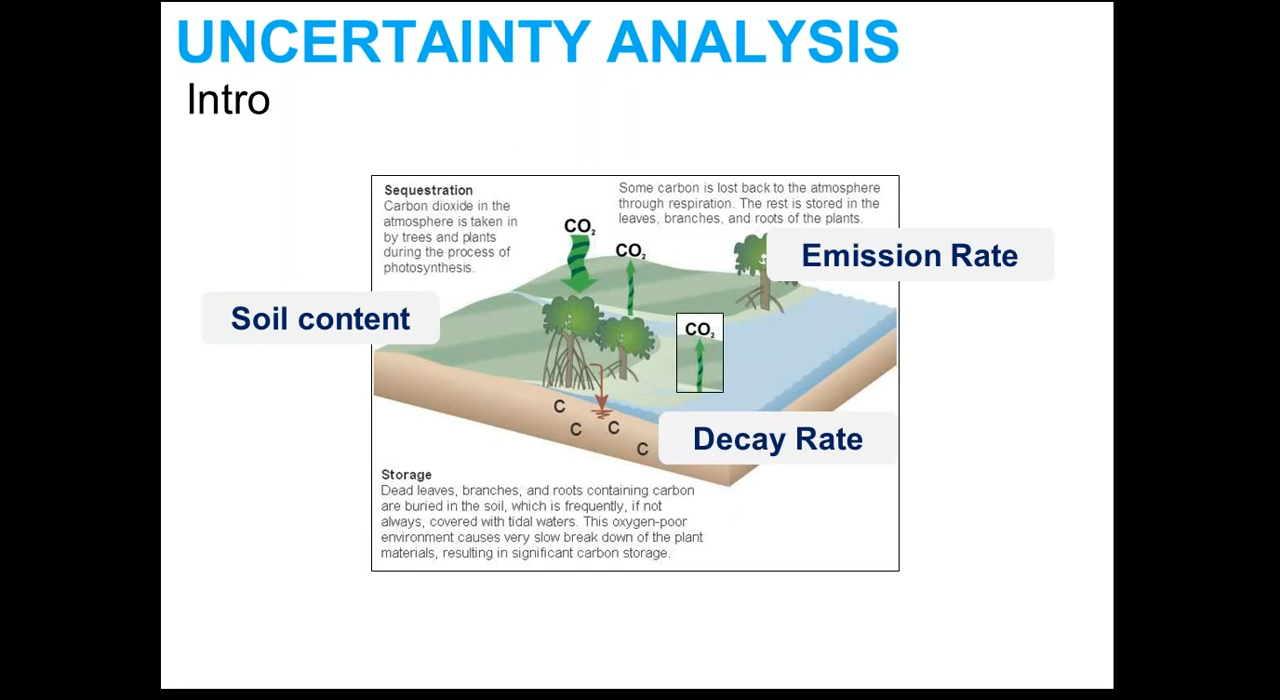 UNCERTAINTY ANALYSIS
Intro
Sequestration
Carbon dioxide in the
atmosphere is taken in
by trees and plants
during the process of
photosynthesis.
Some carbon is lost back to the atmosphere
through respiration. The rest is stored in the
leaves, branches, and roots of the plants.
CO₂
CO₂
Emission Rate
Soil content
CO₂
C
C
C
C
Decay Rate
Storage
Dead leaves, branches, and roots containing carbon
are buried in the soil, which is frequently, if not
always, covered with tidal waters. This oxygen-poor
environment causes very slow break down of the plant
materials, resulting in significant carbon storage.